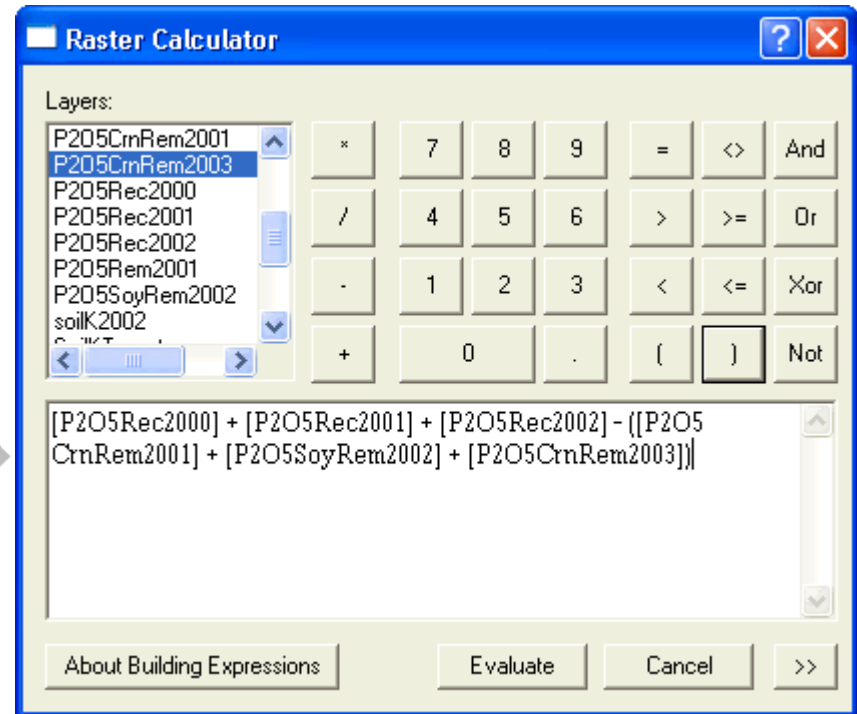 Raster Calculator
Layers:
P2O5CrnRem2001
P2O5CrnRem2003
P2O5Rec2000
P2O5Rec2001
P2O5Rec2002
P2O5Rem2001
P2O5SoyRem2002
soilK2002
* 7 8 9 = <> And
/ 4 5 6 > >= Or
- 1 2 3 < <= Xor
+ 0 . ( ) Not
[P2O5Rec2000] + [P2O5Rec2001] + [P2O5Rec2002] - ([P2O5
CrnRem2001] + [P2O5SoyRem2002] + [P2O5CrnRem2003])
About Building Expressions Evaluate Cancel >>